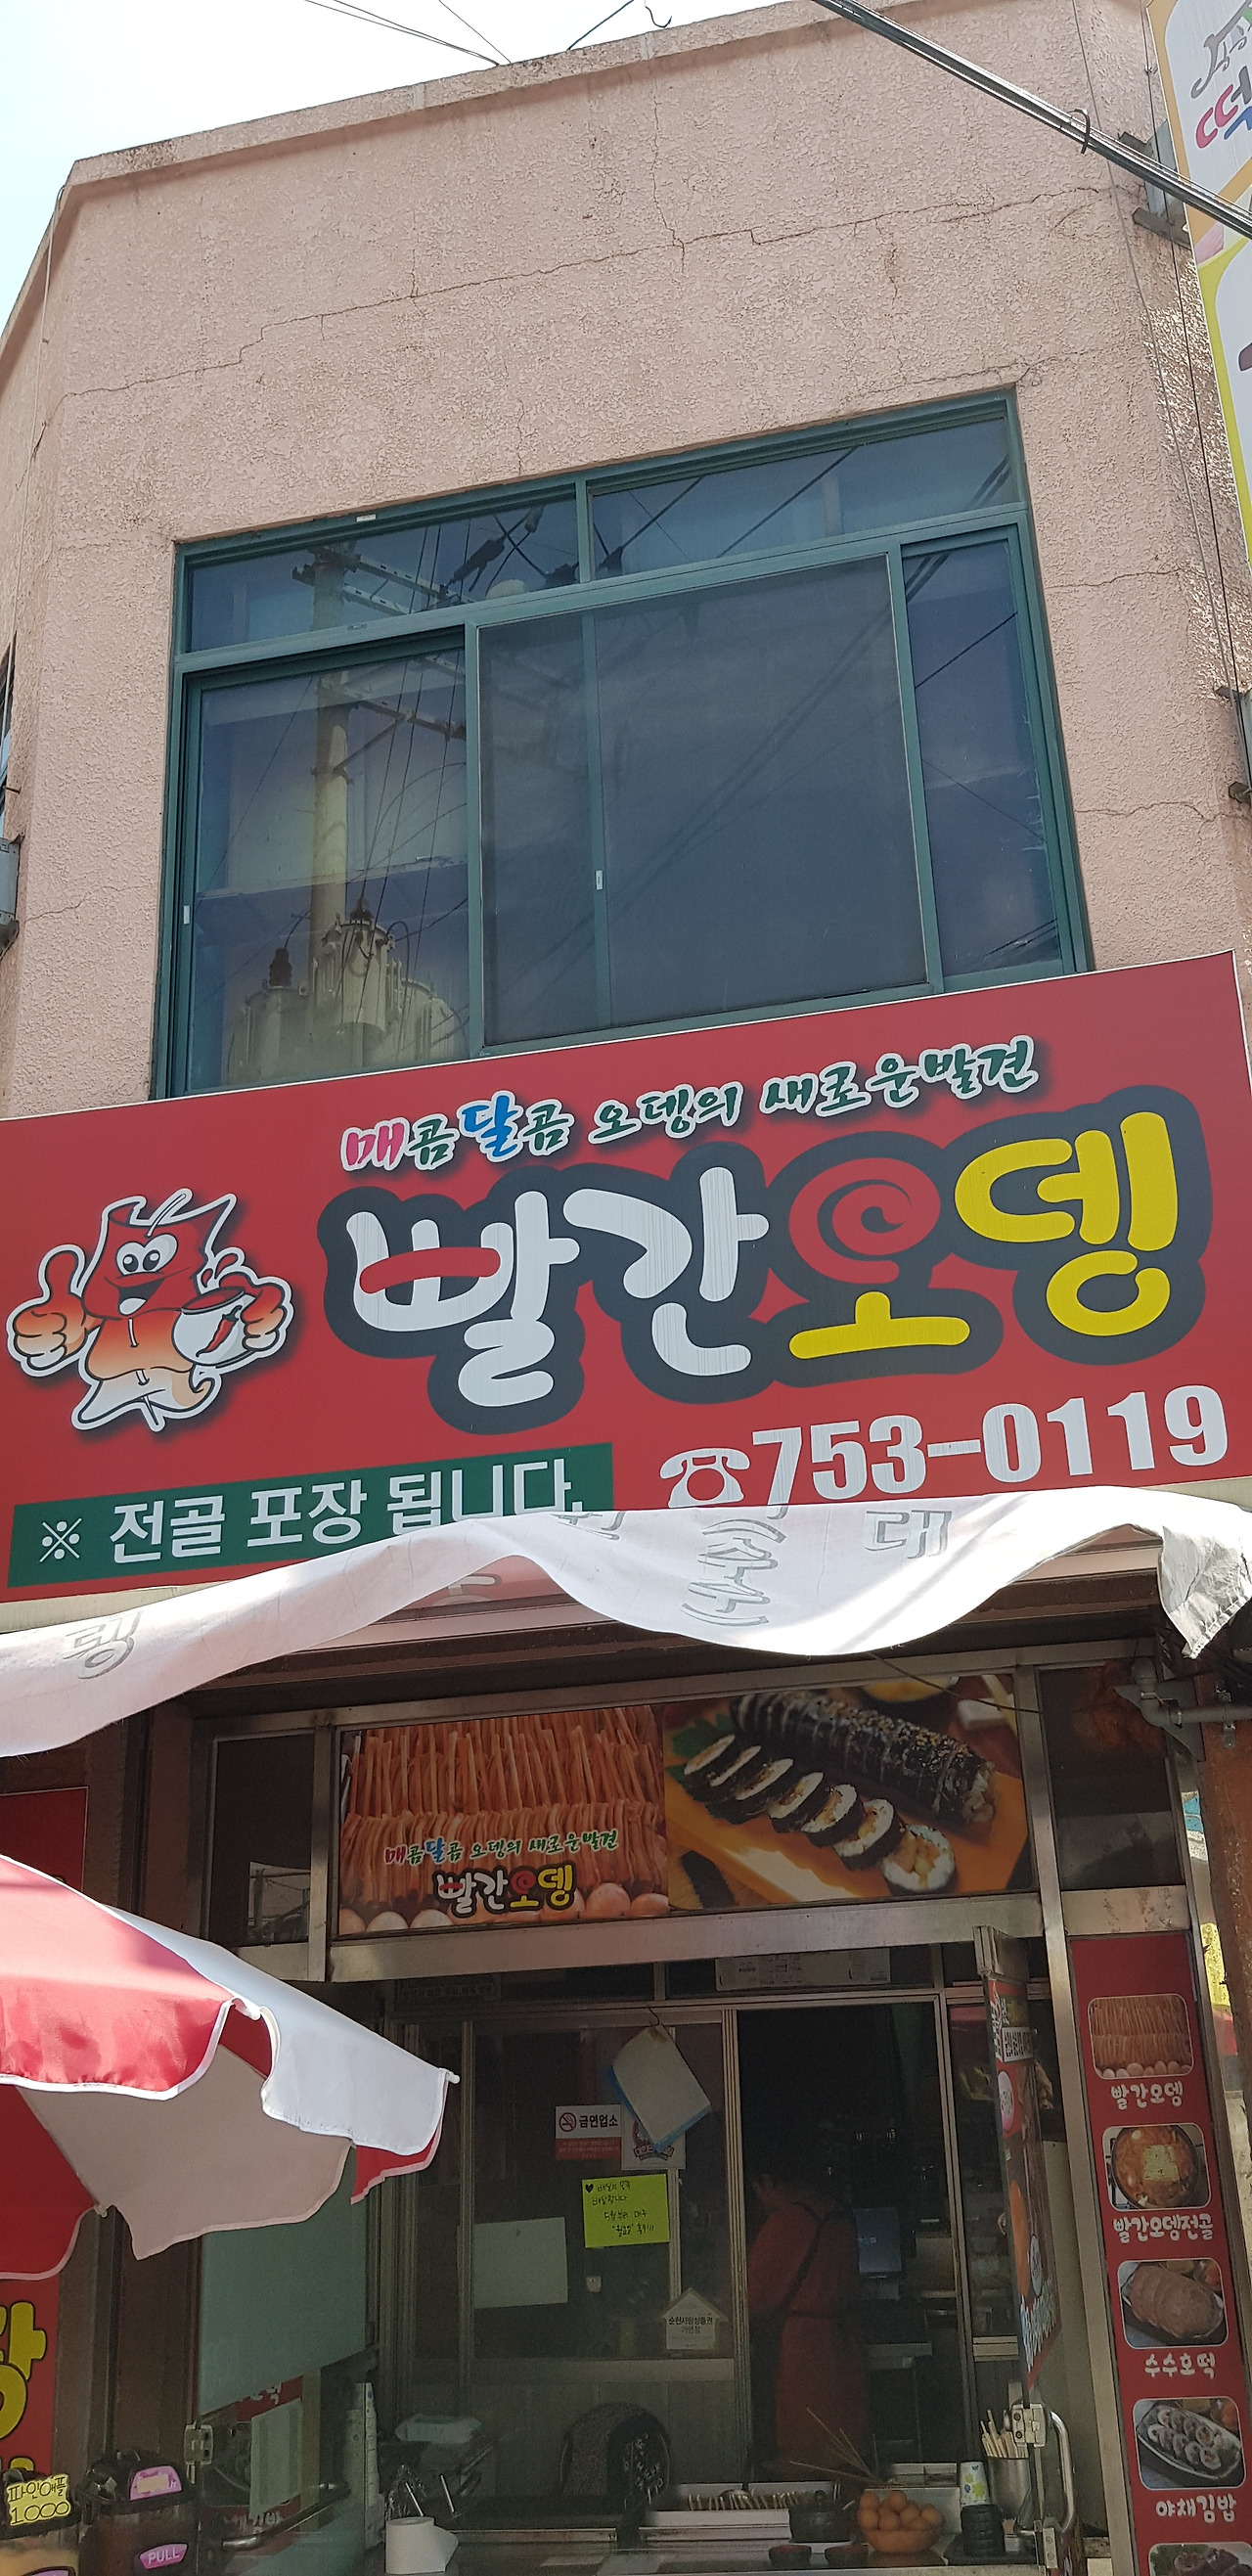 떡
매콤달콤 오뎅의 새로운발견
빨간오뎅
☎753-0119
※ 전골 포장 됩니다.
매콤달콤 오뎅의 새로운발견
빨간오뎅
금연업소
빨간오뎅
빨간오뎅전골
수수호떡
야채김밥
파인애플
1,000
PULL